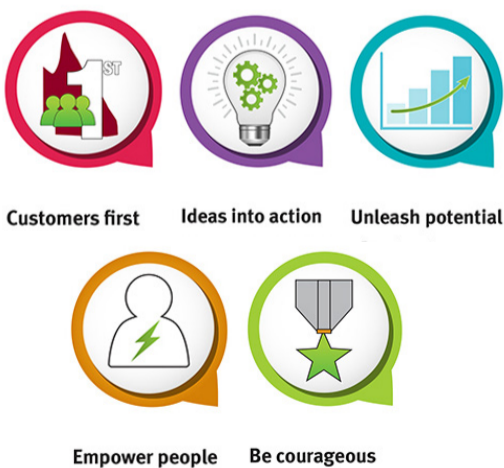 1ST
Customers first
Ideas into action
Unleash potential
Empower people
Be courageous